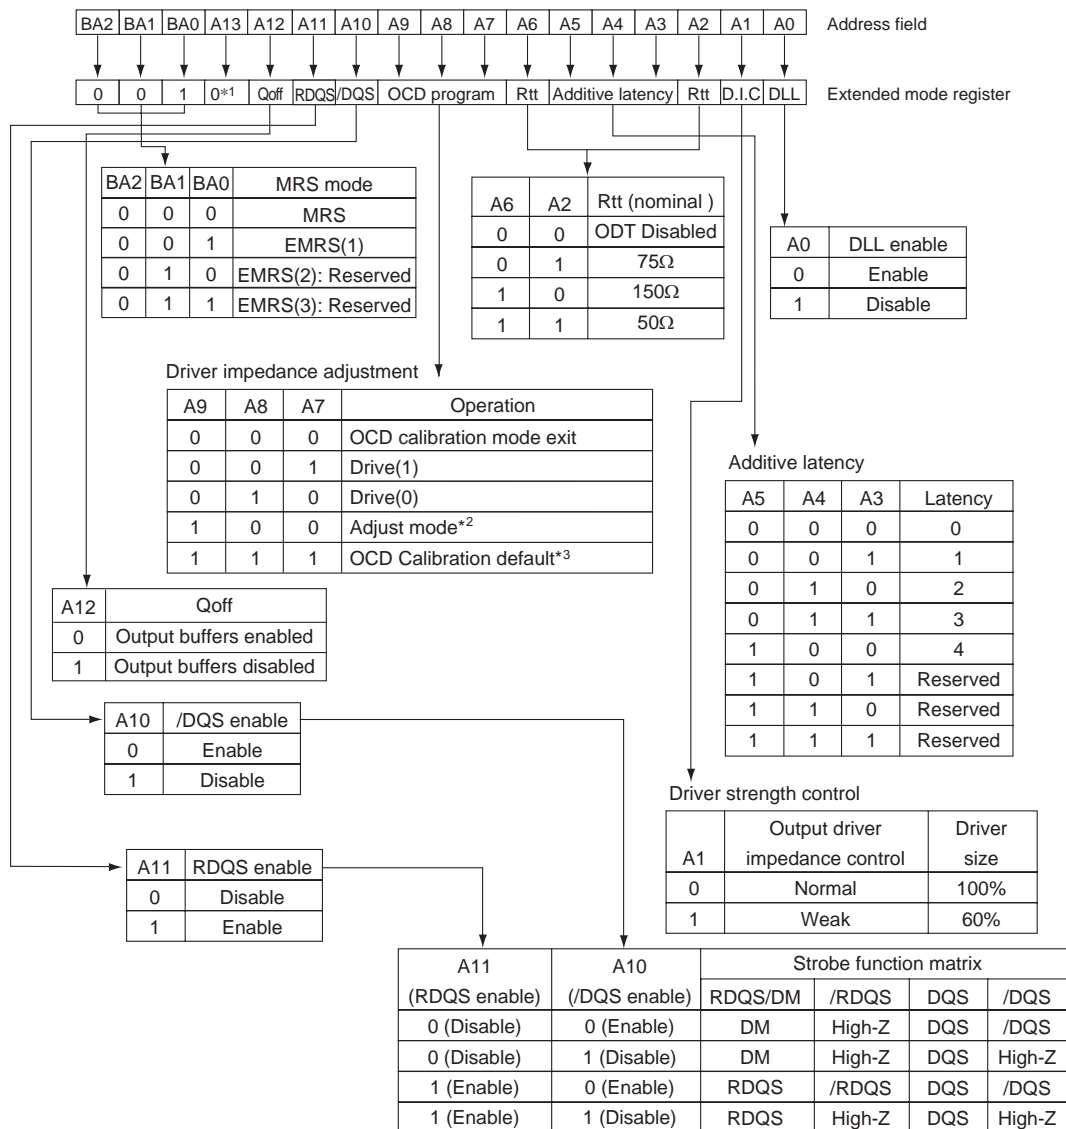 BA2 BA1 BA0 A13 A12 A11 A10 A9 A8 A7 A6 A5 A4 A3 A2 A1 A0 Address field
0 0 1 0*1 Qoff RDQS /DQS OCD program Rtt Additive latency Rtt D.I.C DLL Extended mode register
BA2 BA1 BA0 MRS mode
0 0 0 MRS
0 0 1 EMRS(1)
0 1 0 EMRS(2): Reserved
0 1 1 EMRS(3): Reserved
A6 A2 Rtt (nominal )
0 0 ODT Disabled
0 1 75Ω
1 0 150Ω
1 1 50Ω
A0 DLL enable
0 Enable
1 Disable
Driver impedance adjustment
A9 A8 A7 Operation
0 0 0 OCD calibration mode exit
0 0 1 Drive(1)
0 1 0 Drive(0)
1 0 0 Adjust mode*2
1 1 1 OCD Calibration default*3
Additive latency
A5 A4 A3 Latency
0 0 0 0
0 0 1 1
0 1 0 2
0 1 1 3
1 0 0 4
1 0 1 Reserved
1 1 0 Reserved
1 1 1 Reserved
A12 Qoff
0 Output buffers enabled
1 Output buffers disabled
A10 /DQS enable
0 Enable
1 Disable
Driver strength control
A1 Output driver impedance control Driver size
0 Normal 100%
1 Weak 60%
A11 RDQS enable
0 Disable
1 Enable
A11 A10 Strobe function matrix
(RDQS enable) (/DQS enable) RDQS/DM /RDQS DQS /DQS
0 (Disable) 0 (Enable) DM High-Z DQS /DQS
0 (Disable) 1 (Disable) DM High-Z DQS High-Z
1 (Enable) 0 (Enable) RDQS /RDQS DQS /DQS
1 (Enable) 1 (Disable) RDQS High-Z DQS High-Z